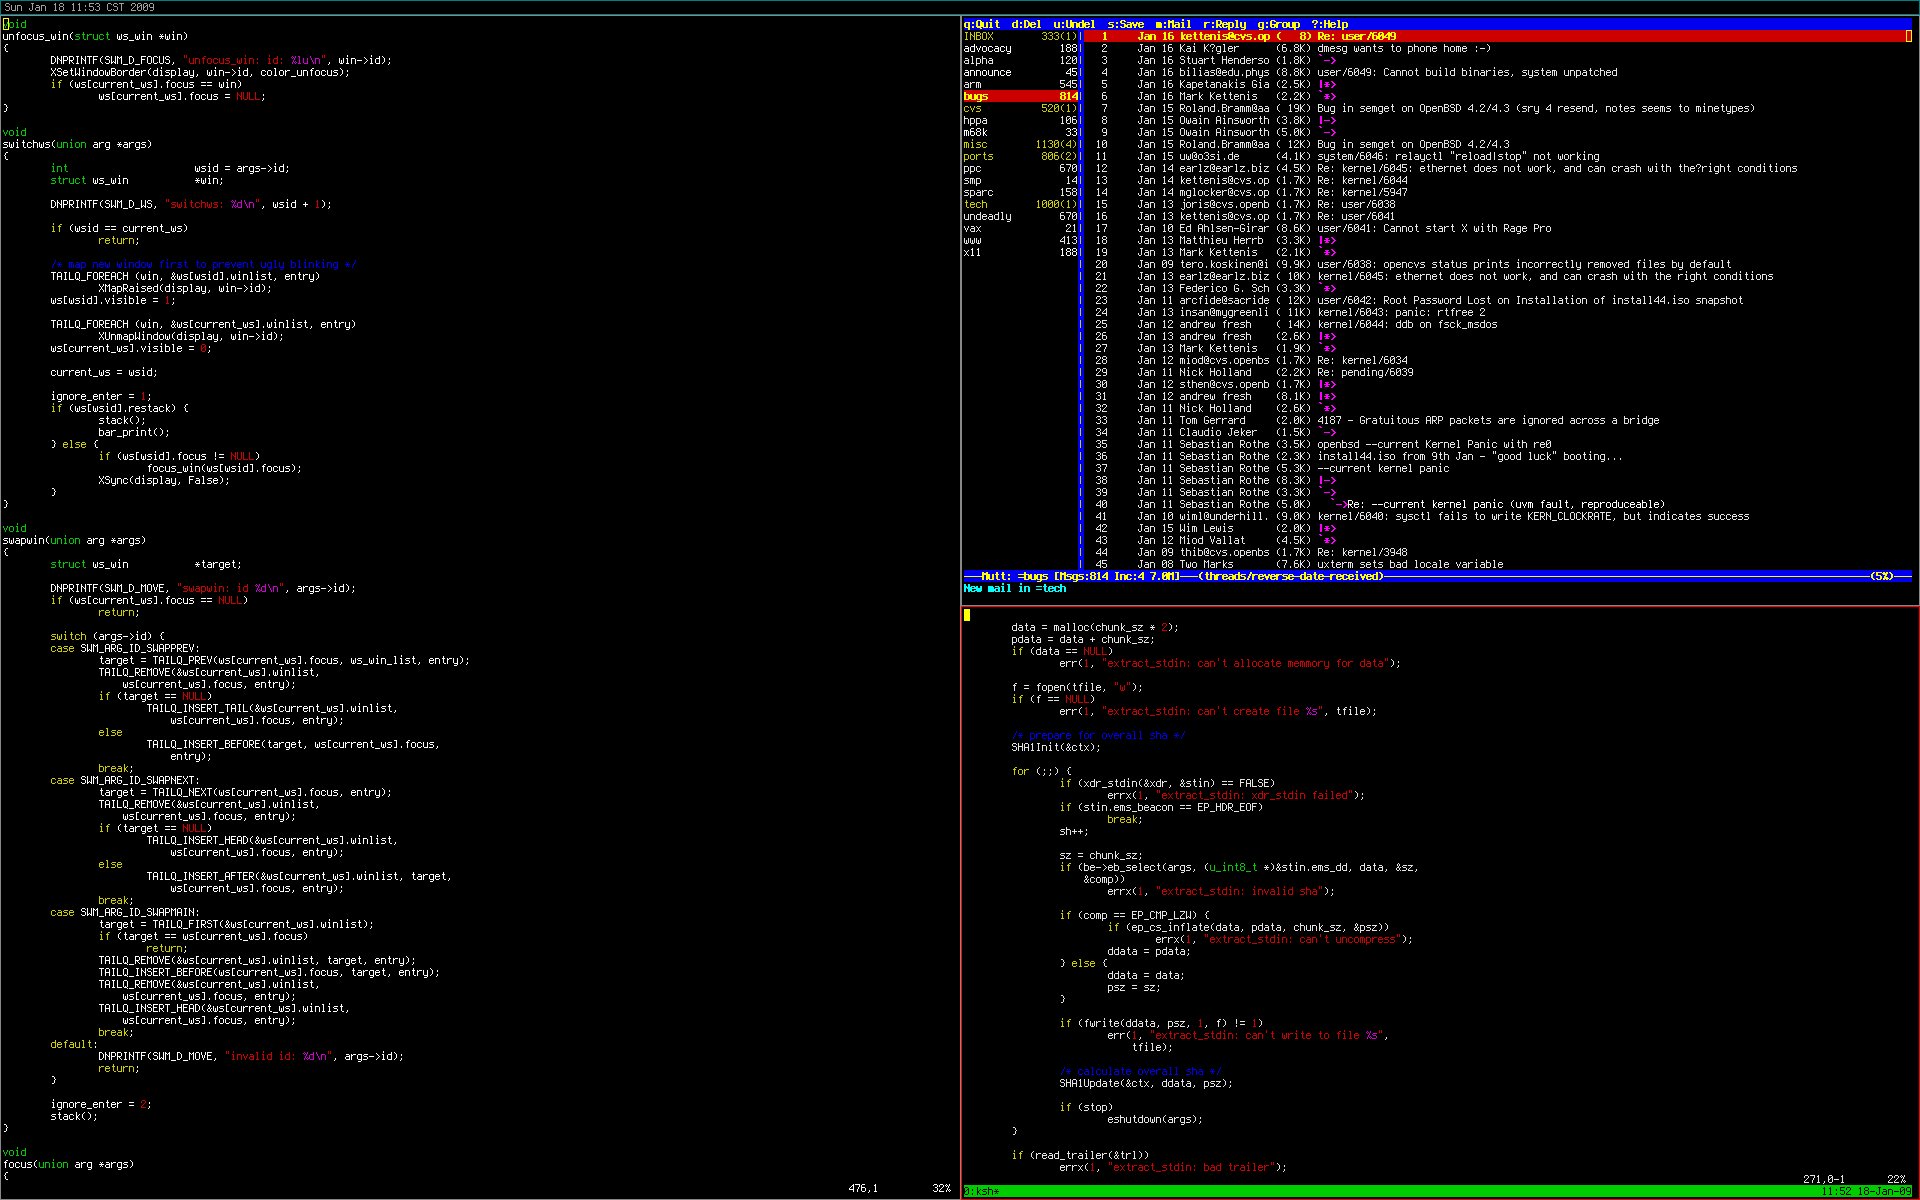 Sun Jan 18 11:53 CST 2009
void
unfocus_win(struct ws_win *win)
{
DNPRINTF(SWM_D_FOCUS, "unfocus_win: id: %lu\n", win->id);
XSetWindowBorder(display, win->id, color_unfocus);
if (ws[current_ws].focus == win)
ws[current_ws].focus = NULL;
}
void
switchws(union arg *args)
{
int wsid = args->id;
struct ws_win *win;
DNPRINTF(SWM_D_WS, "switchws: %d\n", wsid + 1);
if (wsid == current_ws)
return;
/* map new window first to prevent ugly blinking */
TAILQ_FOREACH (win, &ws[wsid].winlist, entry)
XMapRaised(display, win->id);
ws[wsid].visible = 1;
TAILQ_FOREACH (win, &ws[current_ws].winlist, entry)
XUnmapWindow(display, win->id);
ws[current_ws].visible = 0;
current_ws = wsid;
ignore_enter = 1;
if (ws[wsid].restack) {
stack();
bar_print();
} else {
if (ws[wsid].focus != NULL)
focus_win(ws[wsid].focus);
XSync(display, False);
}
}
void
swapwin(union arg *args)
{
struct ws_win *target;
DNPRINTF(SWM_D_MOVE, "swapwin: id %d\n", args->id);
if (ws[current_ws].focus == NULL)
return;
switch (args->id) {
case SWM_ARG_ID_SWAPPREV:
target = TAILQ_PREV(ws[current_ws].focus, ws_win_list, entry);
TAILQ_REMOVE(&ws[current_ws].winlist,
ws[current_ws].focus, entry);
if (target == NULL)
TAILQ_INSERT_TAIL(&ws[current_ws].winlist,
ws[current_ws].focus, entry);
else
TAILQ_INSERT_BEFORE(target, ws[current_ws].focus,
entry);
break;
case SWM_ARG_ID_SWAPNEXT:
target = TAILQ_NEXT(ws[current_ws].focus, entry);
TAILQ_REMOVE(&ws[current_ws].winlist,
ws[current_ws].focus, entry);
if (target == NULL)
TAILQ_INSERT_HEAD(&ws[current_ws].winlist,
ws[current_ws].focus, entry);
else
TAILQ_INSERT_AFTER(&ws[current_ws].winlist, target,
ws[current_ws].focus, entry);
break;
case SWM_ARG_ID_SWAPMAIN:
target = TAILQ_FIRST(&ws[current_ws].winlist);
if (target == ws[current_ws].focus)
return;
TAILQ_REMOVE(&ws[current_ws].winlist, target, entry);
TAILQ_INSERT_BEFORE(ws[current_ws].focus, target, entry);
TAILQ_REMOVE(&ws[current_ws].winlist,
ws[current_ws].focus, entry);
TAILQ_INSERT_HEAD(&ws[current_ws].winlist,
ws[current_ws].focus, entry);
break;
default:
DNPRINTF(SWM_D_MOVE, "invalid id: %d\n", args->id);
return;
}
ignore_enter = 2;
stack();
}
void
focus(union arg *args)
{
476,1 32%
q:Quit d:Del u:Undel s:Save m:Mail r:Reply g:Group ?:Help
INBOX 333(1)
advocacy 188
alpha 120
announce 45
arm 545
bugs 814
cvs 520(1)
hppa 106
m68k 33
misc 1130(4)
ports 806(2)
ppc 670
smp 14
sparc 158
tech 1000(1)
undeadly 670
vax 21
www 413
x11 188
1 Jan 16 kettenis@cvs.op ( 8) Re: user/6049
2 Jan 16 Kai K?gler (6.8K) dmesg wants to phone home :-)
3 Jan 16 Stuart Henderso (1.8K) `->
4 Jan 16 bilias@edu.phys (8.8K) user/6049: Cannot build binaries, system unpatched
5 Jan 16 Kapetanakis Gia (2.5K) |*>
6 Jan 16 Mark Kettenis (2.2K) `*>
7 Jan 15 Roland.Bramm@aa ( 19K) Bug in semget on OpenBSD 4.2/4.3 (sry 4 resend, notes seems to minetypes)
8 Jan 15 Owain Ainsworth (3.8K) |->
9 Jan 15 Owain Ainsworth (5.0K) `->
10 Jan 15 Roland.Bramm@aa ( 12K) Bug in semget on OpenBSD 4.2/4.3
11 Jan 15 uw@o3si.de (4.1K) system/6046: relayctl "reload|stop" not working
12 Jan 14 earlz@earlz.biz (4.5K) Re: kernel/6045: ethernet does not work, and can crash with the?right conditions
13 Jan 14 kettenis@cvs.op (1.7K) Re: kernel/6044
14 Jan 14 mglocker@cvs.op (1.7K) Re: kernel/5947
15 Jan 13 joris@cvs.openb (1.7K) Re: user/6038
16 Jan 13 kettenis@cvs.op (1.7K) Re: user/6041
17 Jan 10 Ed Ahlsen-Girar (8.6K) user/6041: Cannot start X with Rage Pro
18 Jan 13 Matthieu Herrb (3.3K) |*>
19 Jan 13 Mark Kettenis (2.1K) `*>
20 Jan 09 tero.koskinen@i (9.9K) user/6038: opencvs status prints incorrectly removed files by default
21 Jan 13 earlz@earlz.biz ( 10K) kernel/6045: ethernet does not work, and can crash with the right conditions
22 Jan 13 Federico G. Sch (3.3K) `*>
23 Jan 11 arcfide@sacride ( 12K) user/6042: Root Password Lost on Installation of install44.iso snapshot
24 Jan 13 insan@mygreenli ( 11K) kernel/6043: panic: rtfree 2
25 Jan 12 andrew fresh ( 14K) kernel/6044: ddb on fsck_msdos
26 Jan 13 andrew fresh (2.6K) |*>
27 Jan 13 Mark Kettenis (1.9K) `*>
28 Jan 12 miod@cvs.openbs (1.7K) Re: kernel/6034
29 Jan 11 Nick Holland (2.2K) Re: pending/6039
30 Jan 12 sthen@cvs.openb (1.7K) |*>
31 Jan 12 andrew fresh (8.1K) |*>
32 Jan 11 Nick Holland (2.6K) `*>
33 Jan 11 Tom Gerrard (2.0K) 4187 - Gratuitous ARP packets are ignored across a bridge
34 Jan 11 Claudio Jeker (1.5K) `->
35 Jan 11 Sebastian Rothe (3.5K) openbsd --current Kernel Panic with re0
36 Jan 11 Sebastian Rothe (2.3K) install44.iso from 9th Jan - "good luck" booting...
37 Jan 11 Sebastian Rothe (5.3K) --current kernel panic
38 Jan 11 Sebastian Rothe (8.3K) |->
39 Jan 11 Sebastian Rothe (3.3K) `->
40 Jan 11 Sebastian Rothe (5.0K) `->Re: --current kernel panic (uvm fault, reproduceable)
41 Jan 10 wiml@underhill. (9.0K) kernel/6040: sysctl fails to write KERN_CLOCKRATE, but indicates success
42 Jan 15 Wim Lewis (2.0K) |*>
43 Jan 12 Miod Vallat (4.5K) `*>
44 Jan 09 thib@cvs.openbs (1.7K) Re: kernel/3948
45 Jan 08 Two Marks (7.6K) uxterm sets bad locale variable
---Mutt: =bugs [Msgs:814 Inc:4 7.0M]---(threads/reverse-date-received)---(5%)---
New mail in =tech
data = malloc(chunk_sz * 2);
pdata = data + chunk_sz;
if (data == NULL)
err(1, "extract_stdin: can't allocate memmory for data");
f = fopen(tfile, "w");
if (f == NULL)
err(1, "extract_stdin: can't create file %s", tfile);
/* prepare for overall sha */
SHA1Init(&ctx);
for (;;) {
if (xdr_stdin(&xdr, &stin) == FALSE)
errx(1, "extract_stdin: xdr_stdin failed");
if (stin.ems_beacon == EP_HDR_EOF)
break;
sh++;
sz = chunk_sz;
if (be->eb_select(args, (u_int8_t *)&stin.ems_dd, data, &sz,
&comp))
errx(1, "extract_stdin: invalid sha");
if (comp == EP_CMP_LZW) {
if (ep_cs_inflate(data, pdata, chunk_sz, &psz))
errx(1, "extract_stdin: can't uncompress");
ddata = pdata;
} else {
ddata = data;
psz = sz;
}
if (fwrite(ddata, psz, 1, f) != 1)
err(1, "extract_stdin: can't write to file %s",
tfile);
/* calculate overall sha */
SHA1Update(&ctx, ddata, psz);
if (stop)
eshutdown(args);
}
if (read_trailer(&trl))
errx(1, "extract_stdin: bad trailer");
271,0-1 22%
0:ksh* 11:52 18-Jan-09